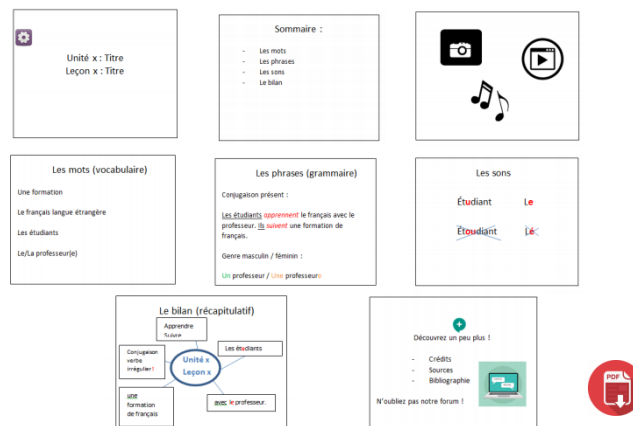 Unité x : Titre
Leçon x : Titre
Sommaire :
- Les mots
- Les phrases
- Les sons
- Le bilan
Les mots (vocabulaire)
Une formation
Le français langue étrangère
Les étudiants
Le/La professeur(e)
Les phrases (grammaire)
Conjugaison présent :
Les étudiants apprennent le français avec le
professeur. Ils suivent une formation de
français.
Genre masculin / féminin :
Un professeur / Une professeure
Les sons
Étudiant Le
Étoudiant Lé
Le bilan (récapitulatif)
Apprendre
Suivre
Conjugaison
verbe
irrégulier !
Unité x
Leçon x
Les étudiants
une
formation
de français
avec le professeur.
Découvrez un peu plus !
- Crédits
- Sources
- Bibliographie
N'oubliez pas notre forum !
PDF